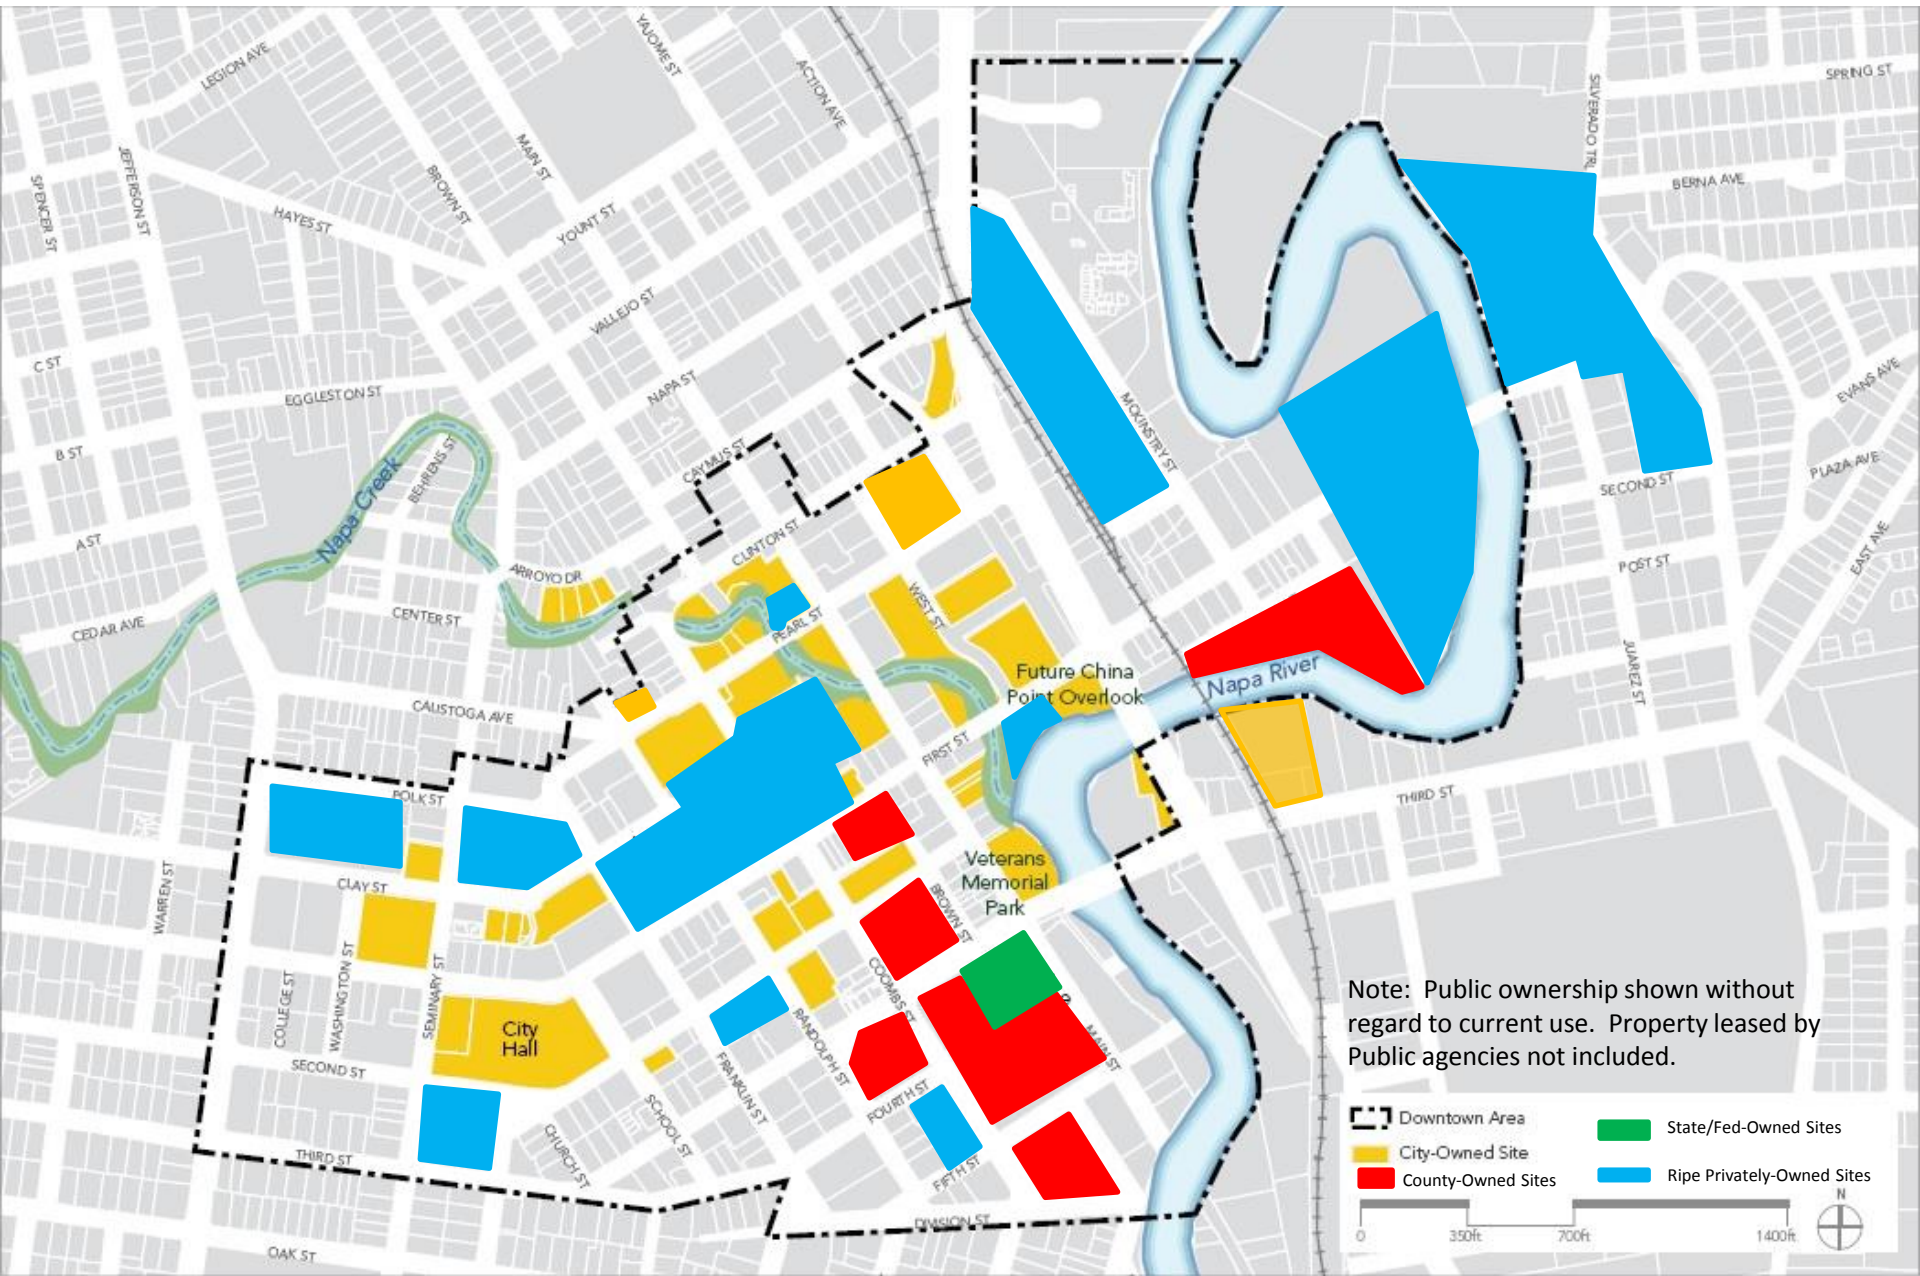 LEGION AVE
YAJOME ST
ACTION AVE
SPRING ST
SILVERADO TRL
MAIN ST
JEFFERSON ST
SPENCER ST
BROWN ST
BERNA AVE
HAYES ST
YOUNT ST
VALLEJO ST
C ST
EGGLESTON ST
NAPA ST
MCKINSTRY ST
EVANS AVE
B ST
BEHRENS ST
CAYMUS ST
PLAZA AVE
Napa Creek
SECOND ST
A ST
CLINTON ST
EAST AVE
ARROYO DR
POST ST
CEDAR AVE
CENTER ST
WEST ST
PEARL ST
Future China
Point Overlook
Napa River
JUAREZ ST
CALISTOGA AVE
FIRST ST
POLK ST
THIRD ST
WARREN ST
CLAY ST
Veterans
Memorial
Park
BROWN ST
COLLEGE ST
WASHINGTON ST
SEMINARY ST
COOMBS ST
City
Hall
RANDOLPH ST
MAIN ST
SECOND ST
FRANKLIN ST
SCHOOL ST
FOURTH ST
CHURCH ST
THIRD ST
FIFTH ST
DIVISION ST
OAK ST
Note: Public ownership shown without
regard to current use. Property leased by
Public agencies not included.
Downtown Area
State/Fed-Owned Sites
City-Owned Site
County-Owned Sites
Ripe Privately-Owned Sites
N
0 350ft 700ft 1400ft